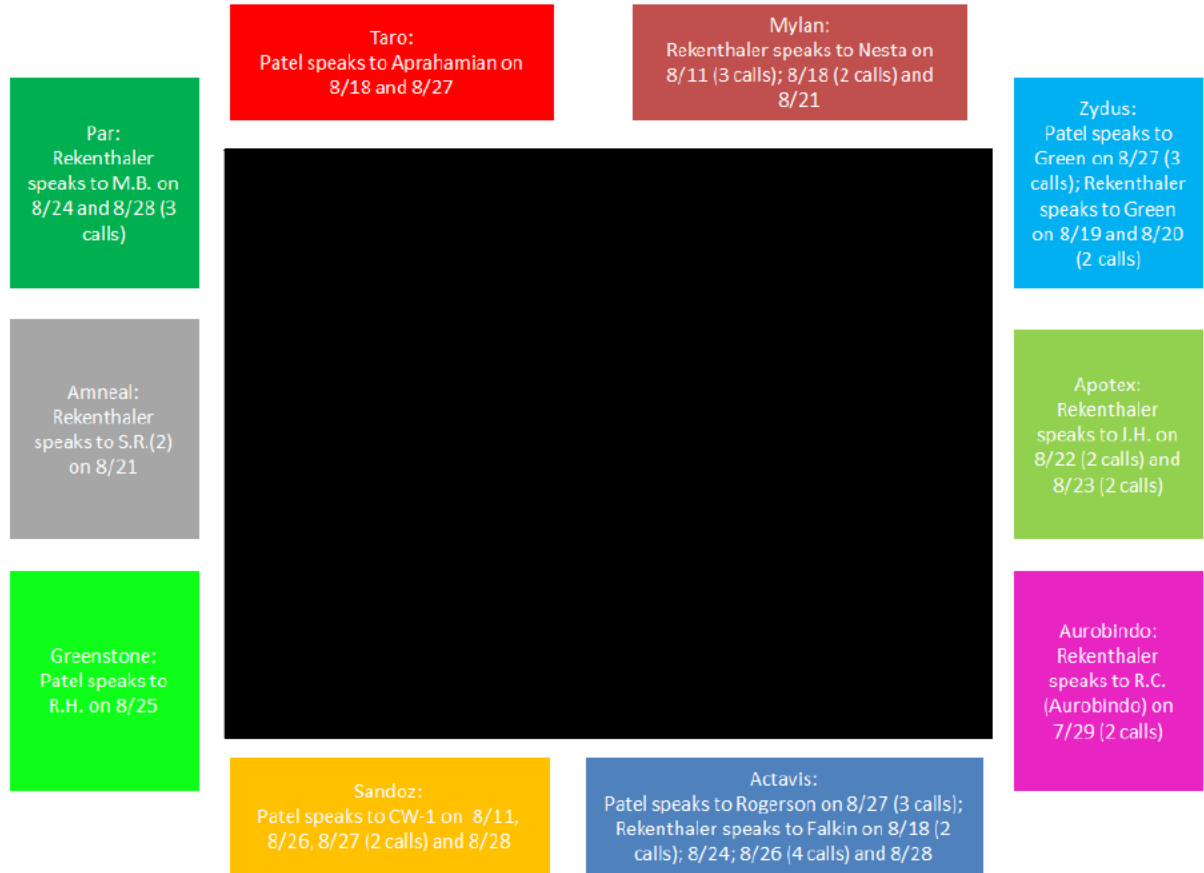 Taro:
Patel speaks to Aprahamian on
8/18 and 8/27
Mylan:
Rekenthaler speaks to Nesta on
8/11 (3 calls); 8/18 (2 calls) and
8/21
Par:
Rekenthaler
speaks to M.B. on
8/24 and 8/28 (3
calls)
Zydus:
Patel speaks to
Green on 8/27 (3
calls); Rekenthaler
speaks to Green
on 8/19 and 8/20
(2 calls)
Amneal:
Rekenthaler
speaks to S.R.(2)
on 8/21
Apotex:
Rekenthaler
speaks to J.H. on
8/22 (2 calls) and
8/23 (2 calls)
Greenstone:
Patel speaks to
R.H. on 8/25
Aurobindo:
Rekenthaler
speaks to R.C.
(Aurobindo) on
7/29 (2 calls)
Sandoz:
Patel speaks to CW-1 on 8/11,
8/26, 8/27 (2 calls) and 8/28
Actavis:
Patel speaks to Rogerson on 8/27 (3 calls);
Rekenthaler speaks to Falkin on 8/18 (2
calls); 8/24; 8/26 (4 calls) and 8/28